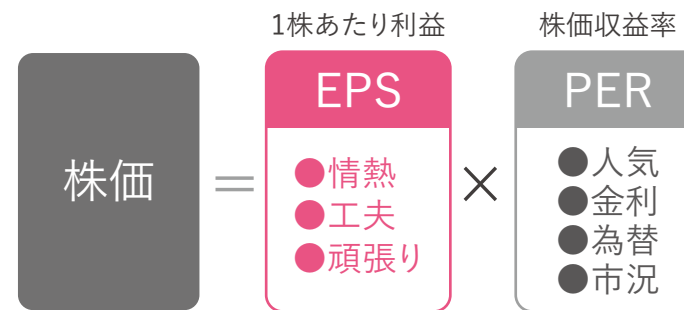 1株あたり利益
株価収益率
株価
=
EPS
●情熱
●工夫
●頑張り
×
PER
●人気
●金利
●為替
●市況